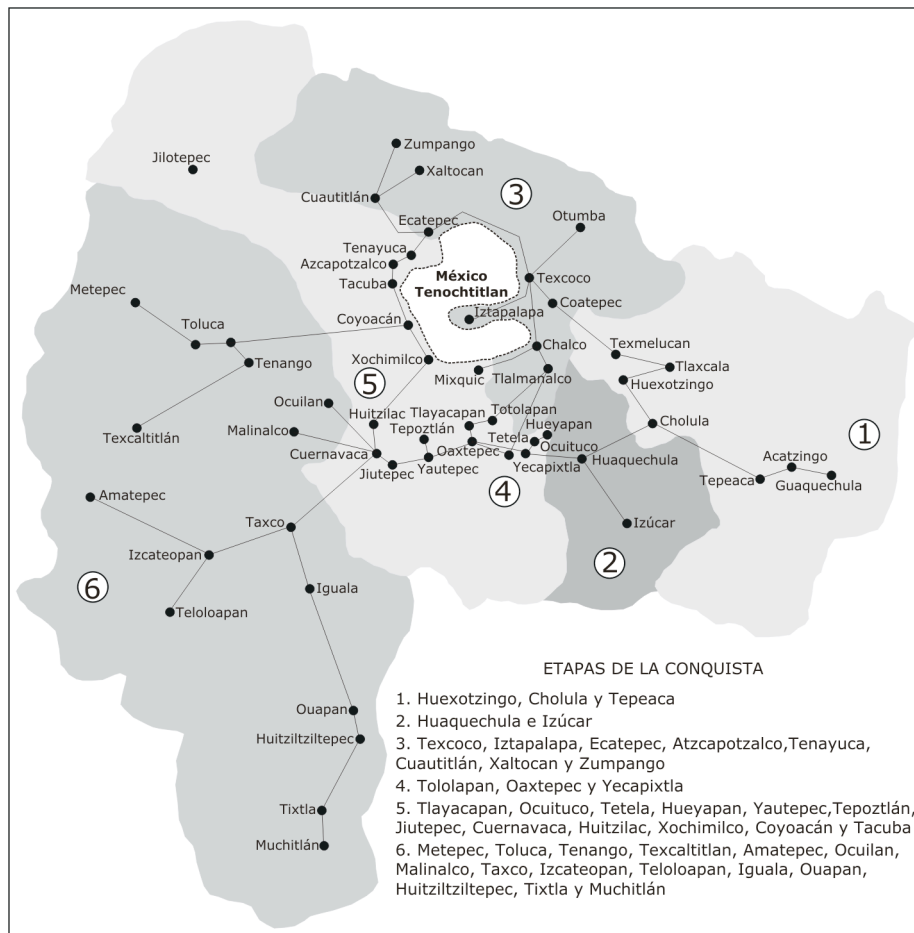 Zumpango
Jilotepec
Xaltocan
Cuautitlán
3
Otumba
Ecatepec
Tenayuca
Azcapotzalco
México
Tenochtitlan
Texcoco
Tacuba
Metepec
Coatepec
Iztapalapa
Toluca
Coyoacán
Texmelucan
Chalco
Tenango
Xochimilco
Tlaxcala
Mixquic
Tlalmanalco
Huexotzingo
5
Ocuilan
Huitzilac
Tlayacapan
Totolapan
Texcaltitlán
Malinalco
Tepoztlán
Hueyapan
Cholula
1
Tetela
Cuernavaca
Oaxtepec
Ocuituco
Jiutepec
Yautepec
Yecapixtla
Huaquechula
Acatzingo
Tepeaca
Guaquechula
4
Amatepec
Taxco
Izúcar
Izcateopan
2
6
Iguala
Teloloapan
Ouapan
Huitziltziltepec
Tixtla
Muchitlán
ETAPAS DE LA CONQUISTA
1. Huexotzingo, Cholula y Tepeaca
2. Huaquechula e Izúcar
3. Texcoco, Iztapalapa, Ecatepec, Atzcapotzalco,Tenayuca,
Cuautitlán, Xaltocan y Zumpango
4. Tololapan, Oaxtepec y Yecapixtla
5. Tlayacapan, Ocuituco, Tetela, Hueyapan, Yautepec,Tepoztlán,
Jiutepec, Cuernavaca, Huitzilac, Xochimilco, Coyoacán y Tacuba
6. Metepec, Toluca, Tenango, Texcaltitlan, Amatepec, Ocuilan,
Malinalco, Taxco, Izcateopan, Teloloapan, Iguala, Ouapan,
Huitziltziltepec, Tixtla y Muchitlán